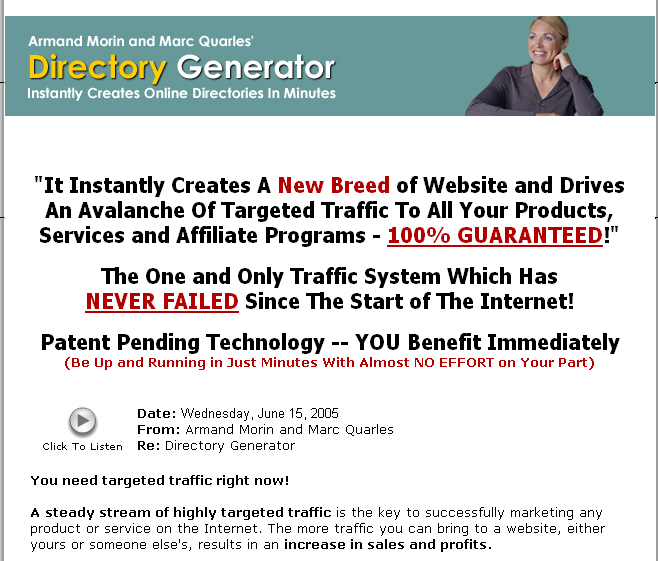 Armand Morin and Marc Quarles'
Directory Generator
Instantly Creates Online Directories In Minutes
"It Instantly Creates A New Breed of Website and Drives
An Avalanche Of Targeted Traffic To All Your Products,
Services and Affiliate Programs - 100% GUARANTEED!"
The One and Only Traffic System Which Has
NEVER FAILED Since The Start of The Internet!
Patent Pending Technology -- YOU Benefit Immediately
(Be Up and Running in Just Minutes With Almost NO EFFORT on Your Part)
Click To Listen
Date: Wednesday, June 15, 2005
From: Armand Morin and Marc Quarles
Re: Directory Generator
You need targeted traffic right now!
A steady stream of highly targeted traffic is the key to successfully marketing any
product or service on the Internet. The more traffic you can bring to a website, either
yours or someone else's, results in an increase in sales and profits.